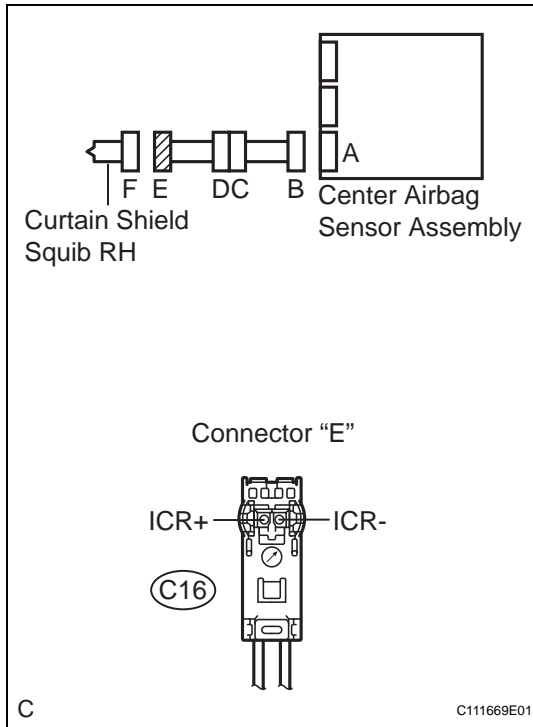 A
F E DC B
Center Airbag
Sensor Assembly
Curtain Shield
Squib RH
Connector “E”
ICR+ ICR-
C16
C C111669E01